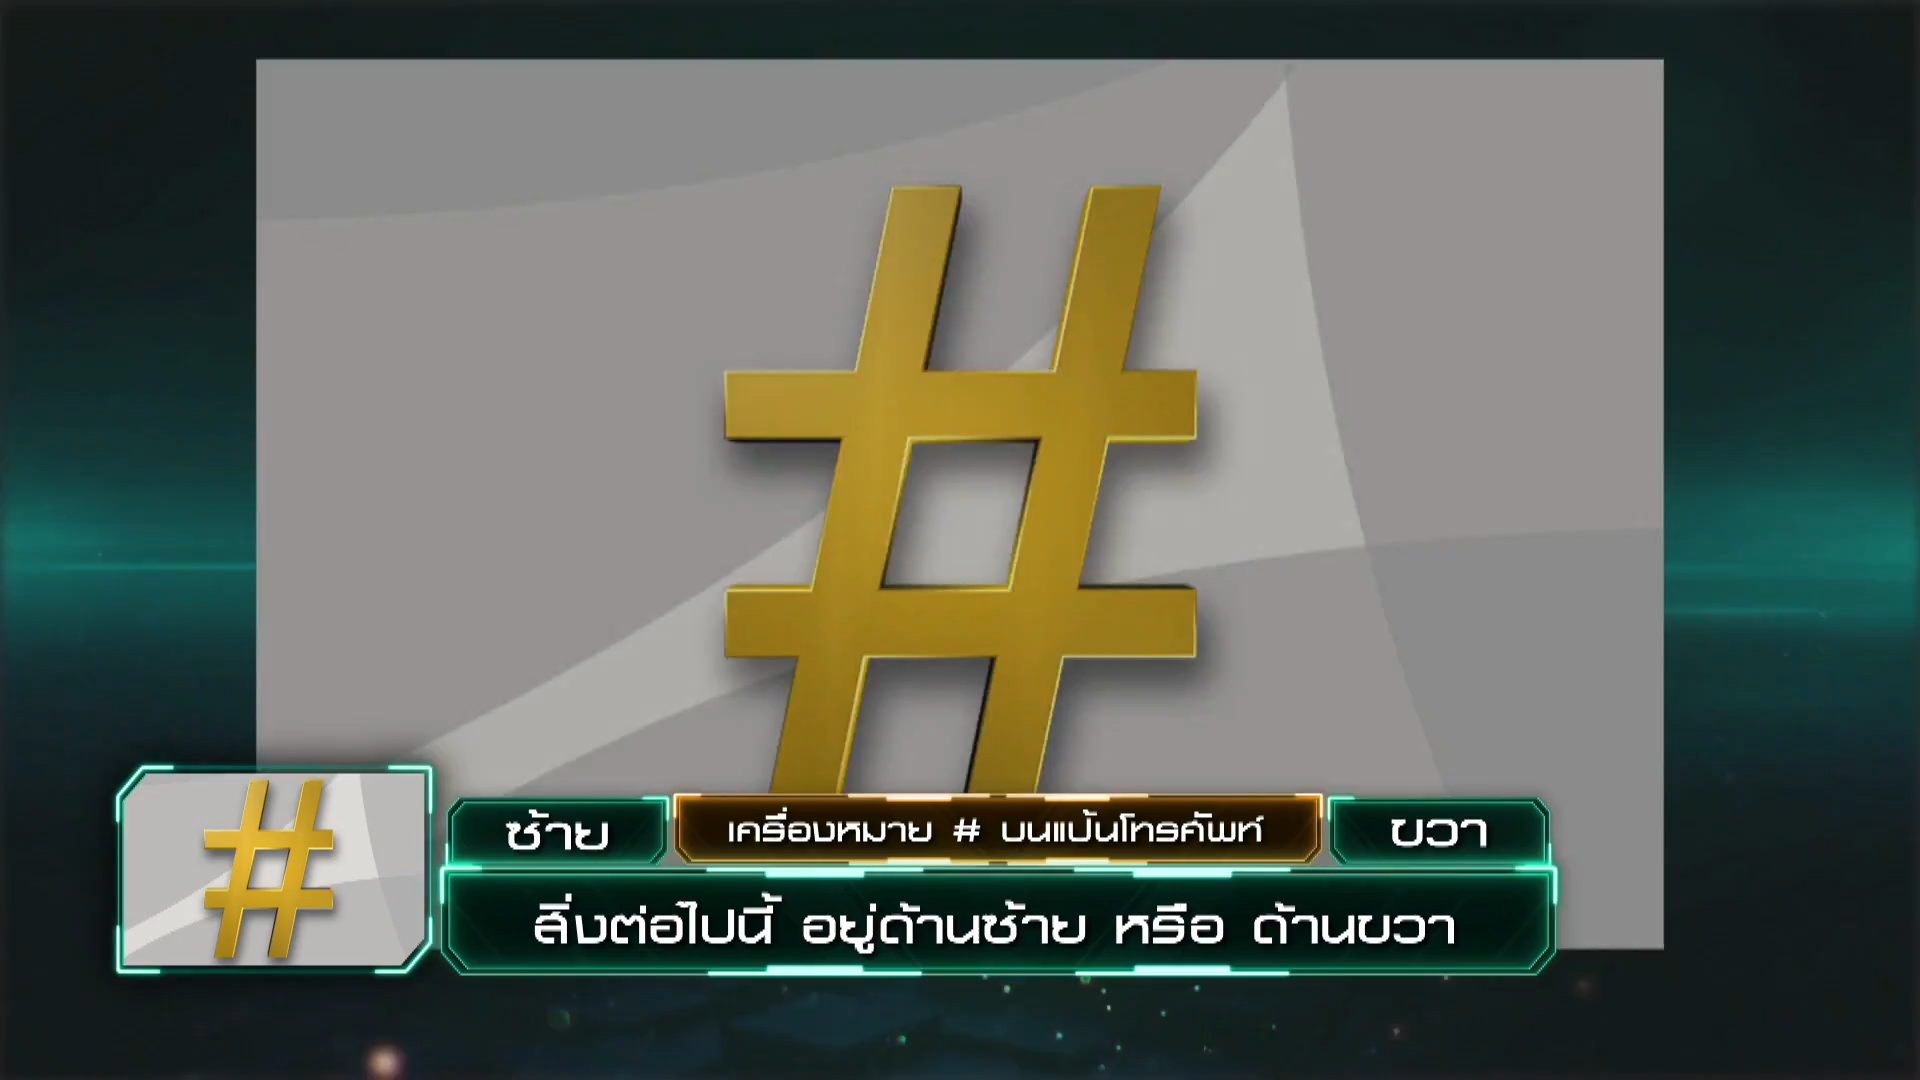 #
#
ซ้าย เครื่องหมาย # บนแป้นโทรศัพท์ ขวา
สิ่งต่อไปนี้ อยู่ด้านซ้าย หรือ ด้านขวา